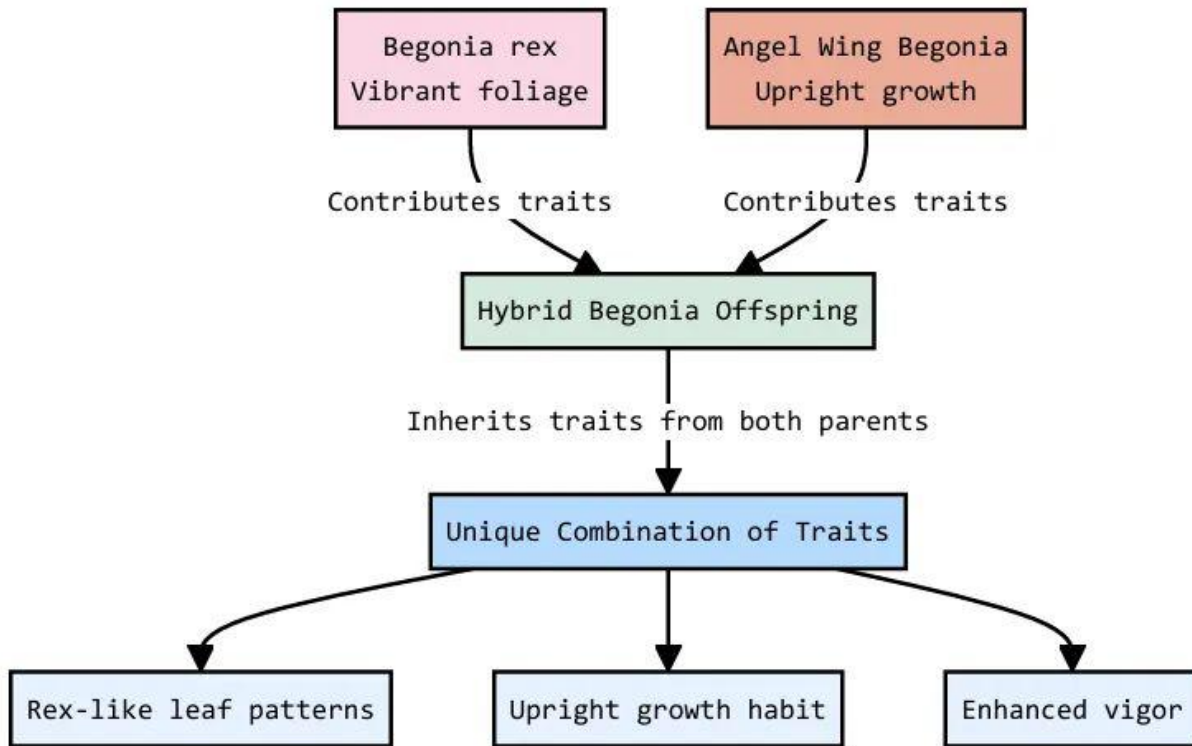 Begonia rex
Vibrant foliage
Angel Wing Begonia
Upright growth
Contributes traits
Contributes traits
Hybrid Begonia Offspring
Inherits traits from both parents
Unique Combination of Traits
Rex-like leaf patterns
Upright growth habit
Enhanced vigor